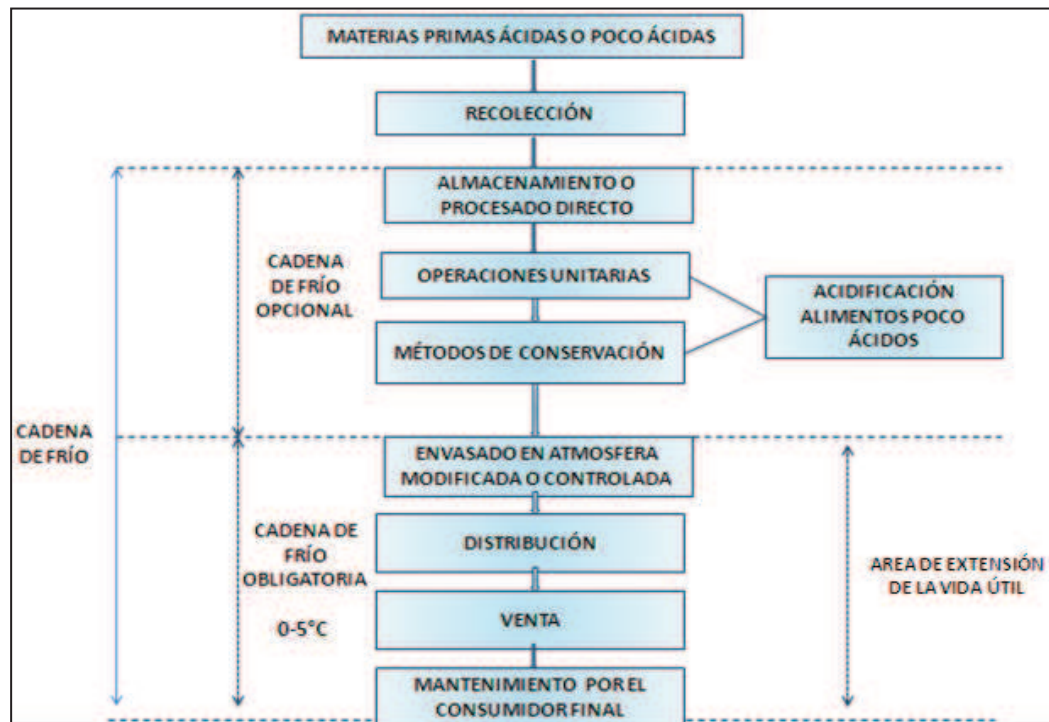 MATERIAS PRIMAS ÁCIDAS O POCO ÁCIDAS
RECOLECCIÓN
ALMACENAMIENTO O
PROCESADO DIRECTO
CADENA
DE FRÍO
OPCIONAL
OPERACIONES UNITARIAS
MÉTODOS DE CONSERVACIÓN
ACIDIFICACIÓN
ALIMENTOS POCO
ÁCIDOS
CADENA
DE FRÍO
ENVASADO EN ATMOSFERA
MODIFICADA O CONTROLADA
CADENA DE
FRÍO
OBLIGATORIA
0-5°C
DISTRIBUCIÓN
VENTA
MANTENIMIENTO POR EL
CONSUMIDOR FINAL
AREA DE EXTENSIÓN
DE LA VIDA ÚTIL